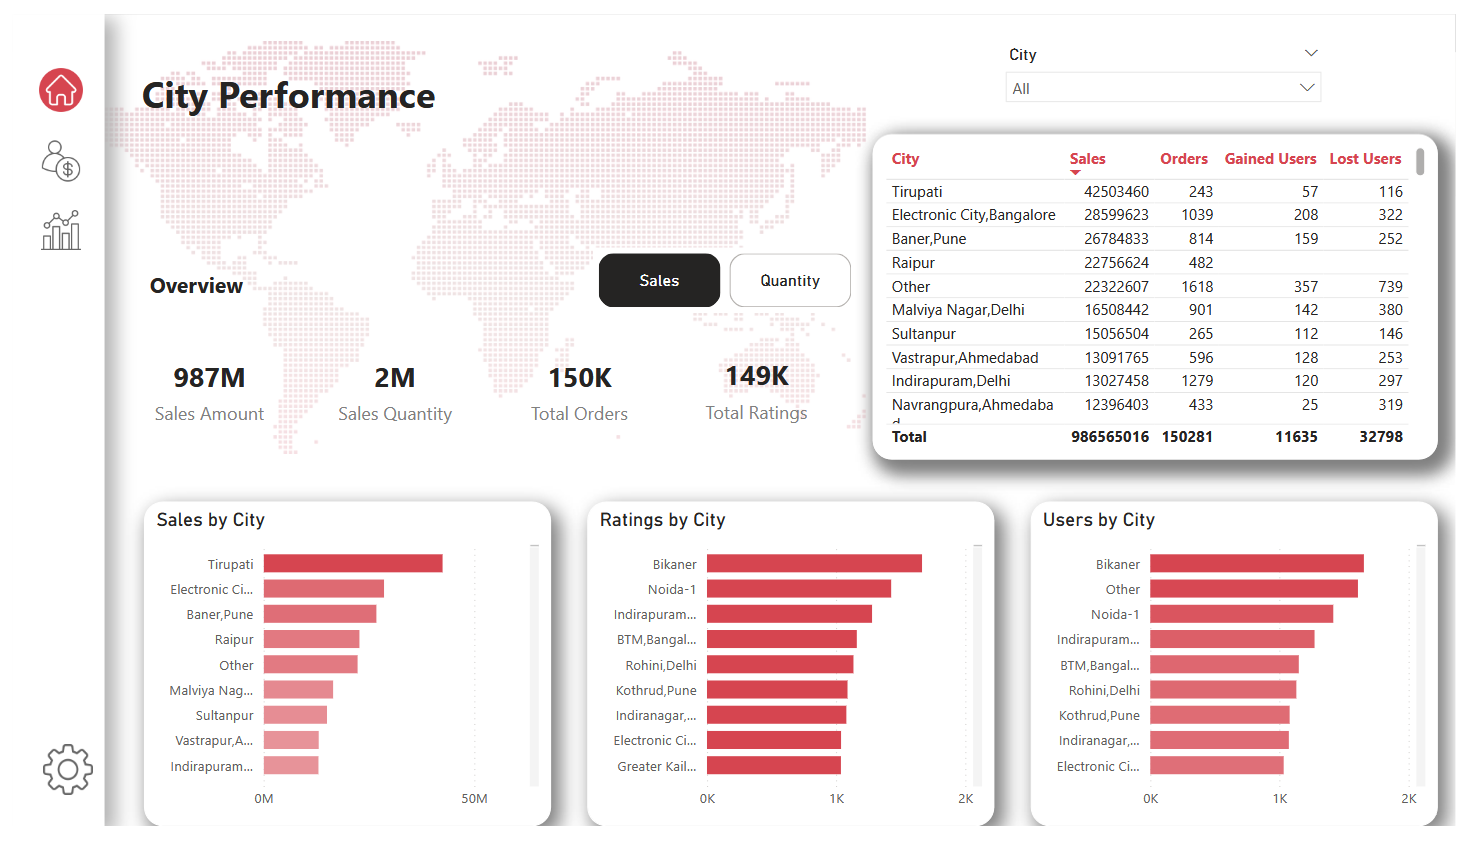 City Performance
City
All
Overview
Sales
Quantity
987M
Sales Amount
2M
Sales Quantity
150K
Total Orders
149K
Total Ratings
City Sales Orders Gained Users Lost Users
Tirupati 42503460 243 57 116
Electronic City,Bangalore 28599623 1039 208 322
Baner,Pune 26784833 814 159 252
Raipur 22756624 482
Other 22322607 1618 357 739
Malviya Nagar,Delhi 16508442 901 142 380
Sultanpur 15056504 265 112 146
Vastrapur,Ahmedabad 13091765 596 128 253
Indirapuram,Delhi 13027458 1279 120 297
Navrangpura,Ahmedaba 12396403 433 25 319
d
Total 986565016 150281 11635 32798
Sales by City
Tirupati
Electronic Ci...
Baner,Pune
Raipur
Other
Malviya Nag...
Sultanpur
Vastrapur,A...
Indirapuram...
0M 50M
Ratings by City
Bikaner
Noida-1
Indirapuram...
BTM,Bangal...
Rohini,Delhi
Kothrud,Pune
Indiranagar,...
Electronic Ci...
Greater Kail...
0K 1K 2K
Users by City
Bikaner
Other
Noida-1
Indirapuram...
BTM,Bangal...
Rohini,Delhi
Kothrud,Pune
Indiranagar,...
Electronic Ci...
0K 1K 2K